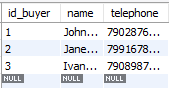 id_buyer name telephone
1 John... 7902876...
2 Jane... 7991678...
3 Ivan... 7908987...
NULL NULL NULL